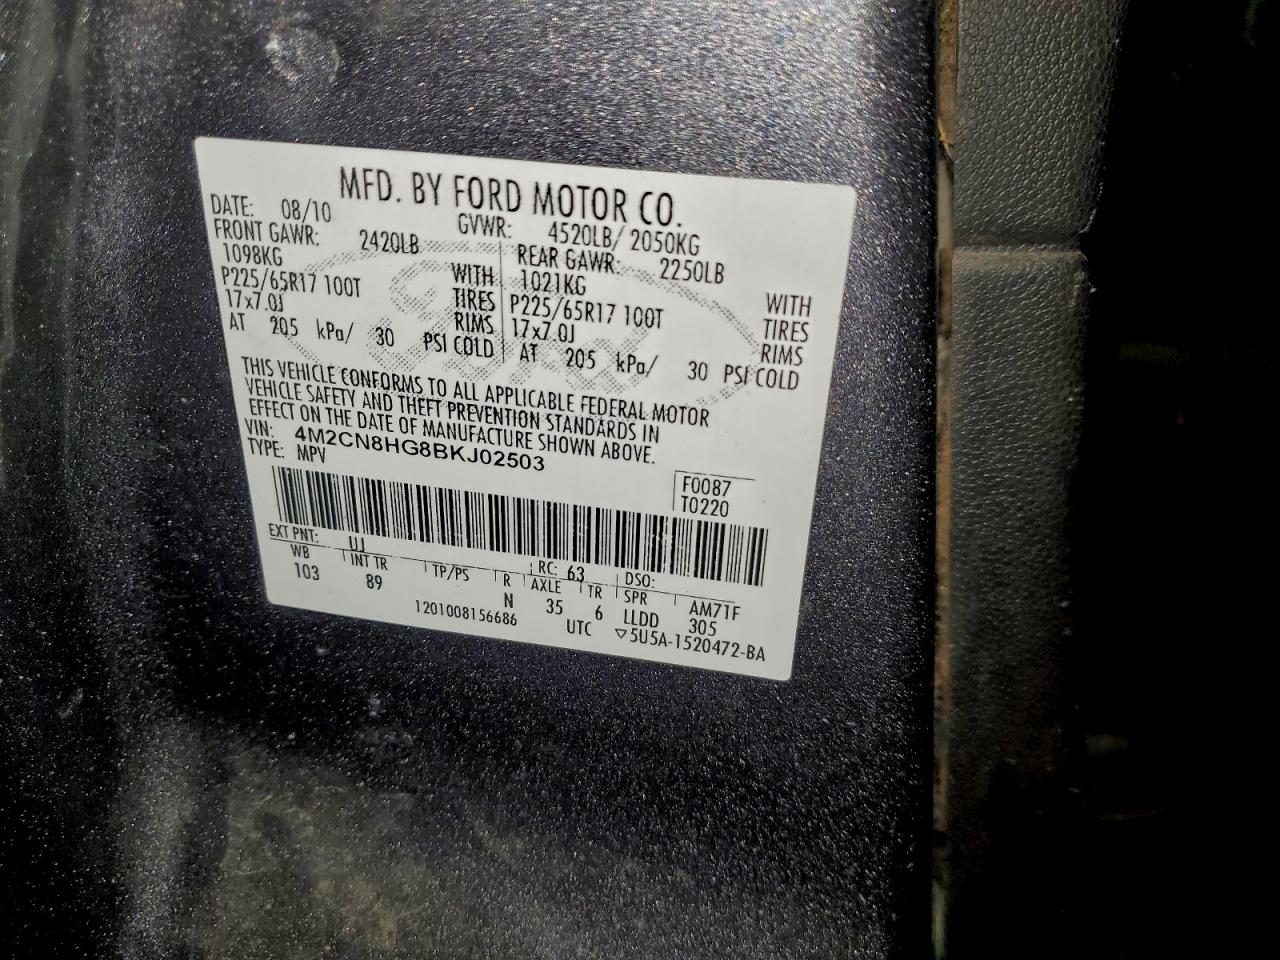 MFD. BY FORD MOTOR CO.
DATE: 08/10 GVWR: 4520LB/ 2050KG
FRONT GAWR: 2420LB REAR GAWR: 2250LB
1098KG WITH 1021KG WITH
P225/65R17 100T TIRES P225/65R17 100T TIRES
17x7.0J RIMS 17x7.0J RIMS
AT 205 kPa/ 30 PSI COLD AT 205 kPa/ 30 PSI COLD
THIS VEHICLE CONFORMS TO ALL APPLICABLE FEDERAL MOTOR
VEHICLE SAFETY AND THEFT PREVENTION STANDARDS IN
EFFECT ON THE DATE OF MANUFACTURE SHOWN ABOVE.
VIN: 4M2CN8HG8BKJ02503
TYPE: MPV
F0087
T0220
EXT PNT: UJ RC: 63 DSO:
WB INT TR TP/PS R AXLE TR SPR AM71F
103 89 N 35 6 LLDD 305
1201008156686 UTC ▽5U5A-1520472-BA